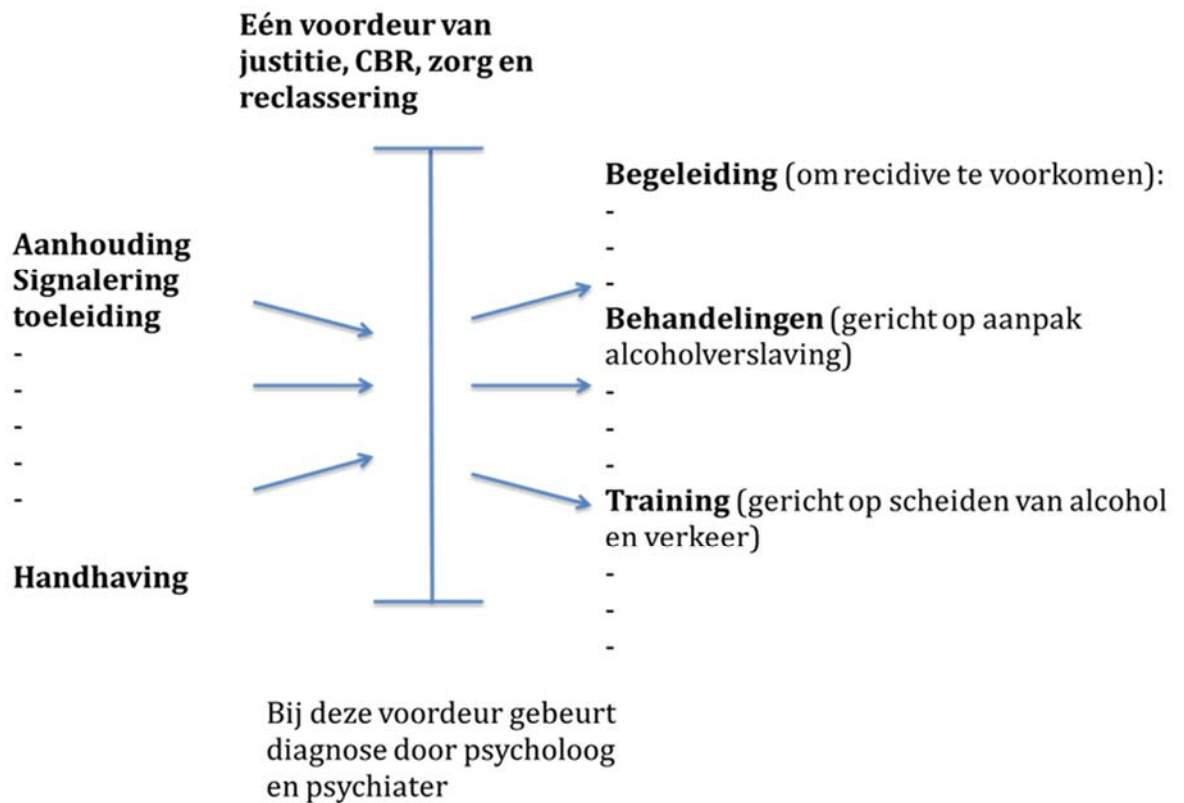 Eén voordeur van
justitie, CBR, zorg en
reclassering
Aanhouding
Signalering
toeleiding
-
-
-
-
-
Handhaving
Begeleiding (om recidive te voorkomen):
-
-
-
Behandelingen (gericht op aanpak
alcoholverslaving)
-
-
-
Training (gericht op scheiden van alcohol
en verkeer)
-
-
-
Bij deze voordeur gebeurt
diagnose door psycholoog
en psychiater